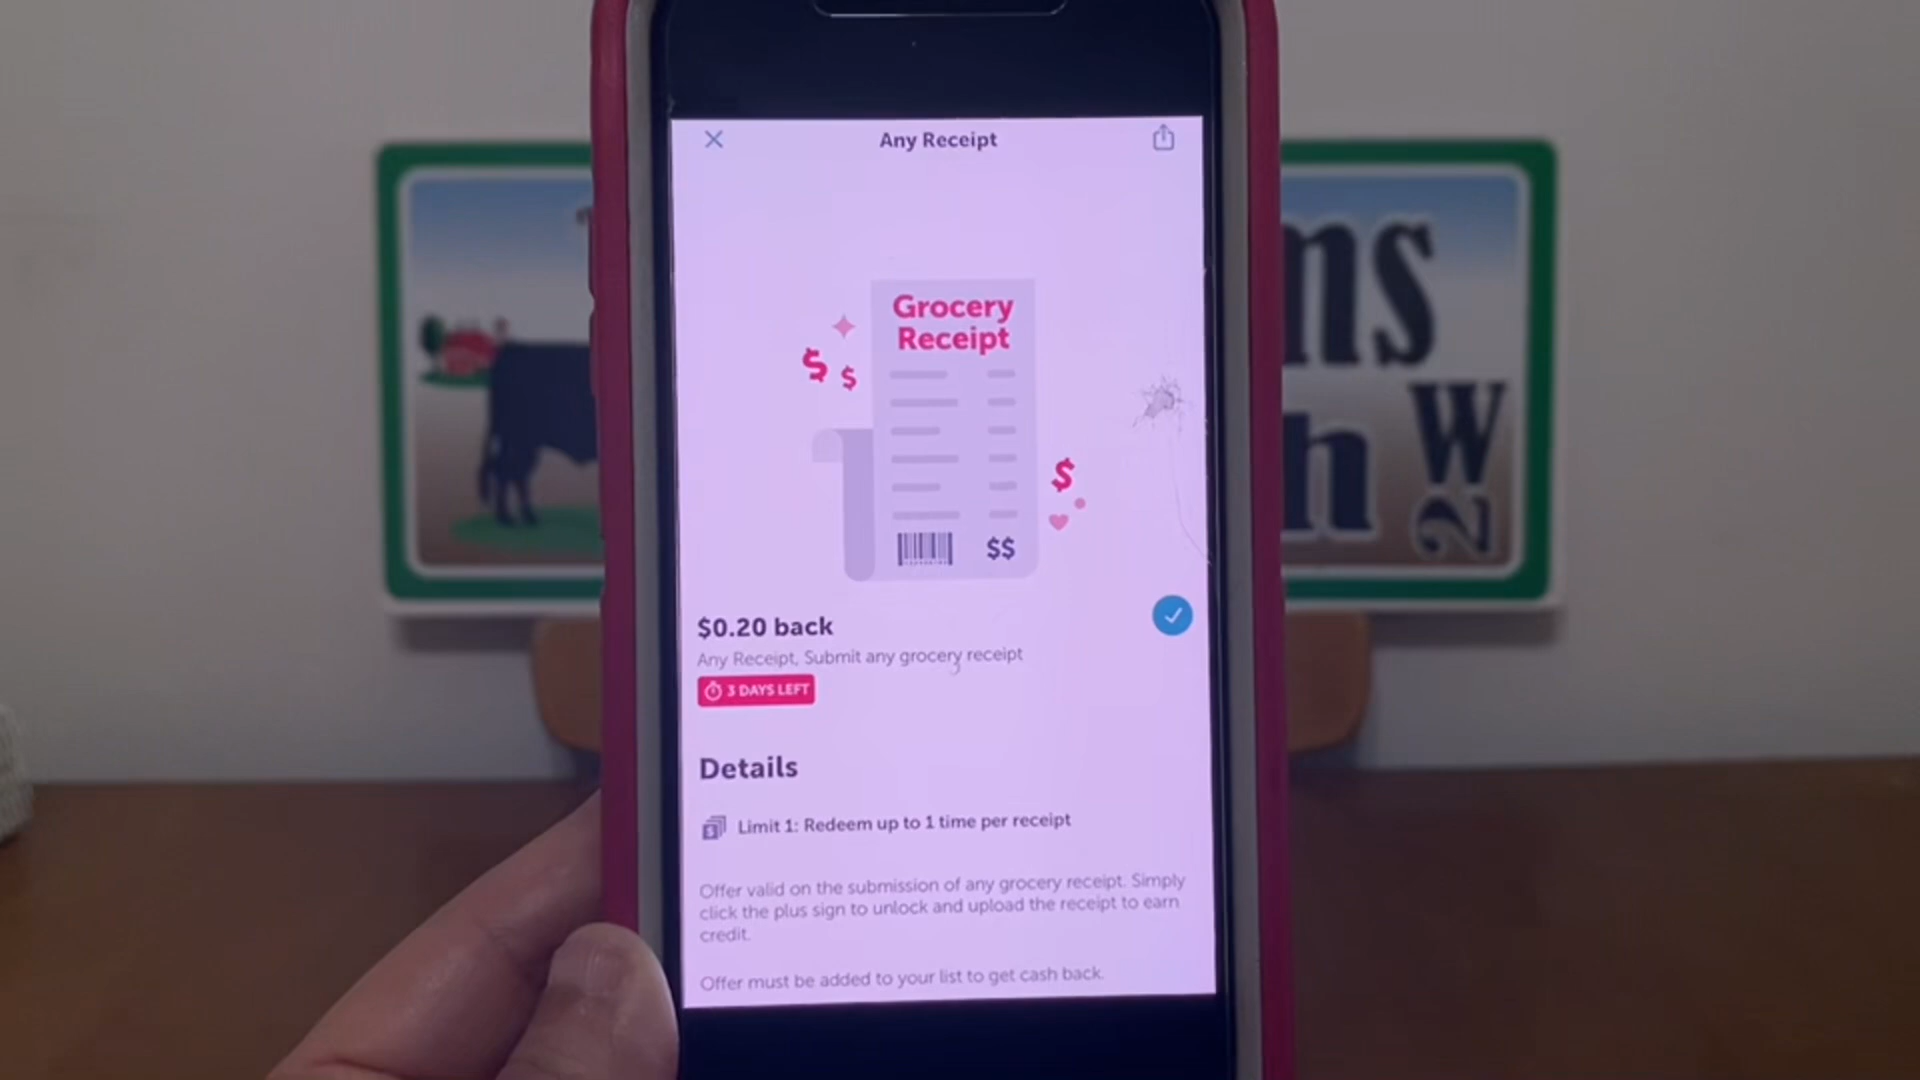 Any Receipt
Grocery
Receipt
$
$
$
$$
$0.20 back
Any Receipt, Submit any grocery receipt
3 DAYS LEFT
Details
Limit 1: Redeem up to 1 time per receipt
Offer valid on the submission of any grocery receipt. Simply
click the plus sign to unlock and upload the receipt to earn
credit.
Offer must be added to your list to get cash back.
ms
h
W
2